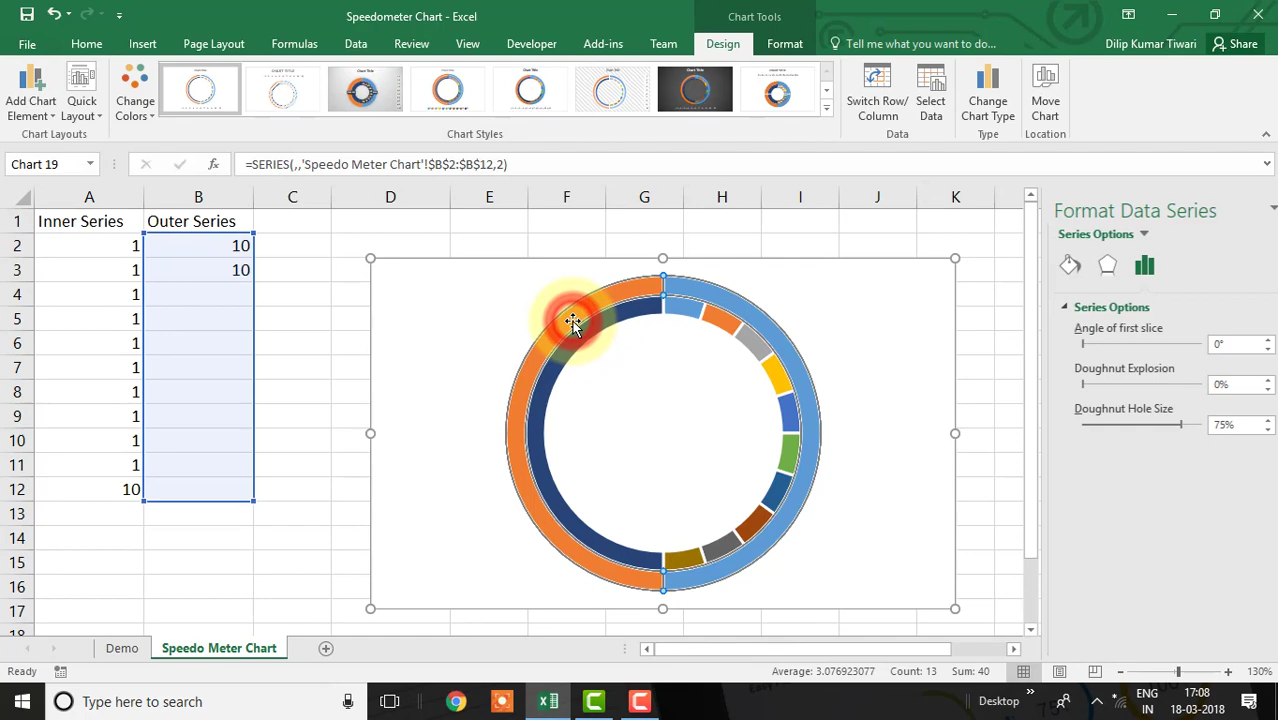 Speedometer Chart - Excel
Chart Tools
File
Home
Insert
Page Layout
Formulas
Data
Review
View
Developer
Add-ins
Team
Design
Format
Tell me what you want to do...
Dilip Kumar Tiwari
Share
Add Chart
Element
Quick
Layout
Change
Colors
Switch Row/
Column
Select
Data
Change
Chart Type
Move
Chart
Chart Layouts
Chart Styles
Data
Type
Location
Chart 19
fx
=SERIES(,,'Speedo Meter Chart'!$B$2:$B$12,2)
A B C D E F G H I J K
1 Inner Series Outer Series
2 1 10
3 1 10
4 1
5 1
6 1
7 1
8 1
9 1
10 1
11 1
12 10
13
14
15
16
17
18
Format Data Series
Series Options
Series Options
Angle of first slice
0°
Doughnut Explosion
0%
Doughnut Hole Size
75%
Demo
Speedo Meter Chart
Ready
Average: 3.076923077
Count: 13
Sum: 40
130%
Type here to search
Desktop
ENG
IN
17:08
18-03-2018